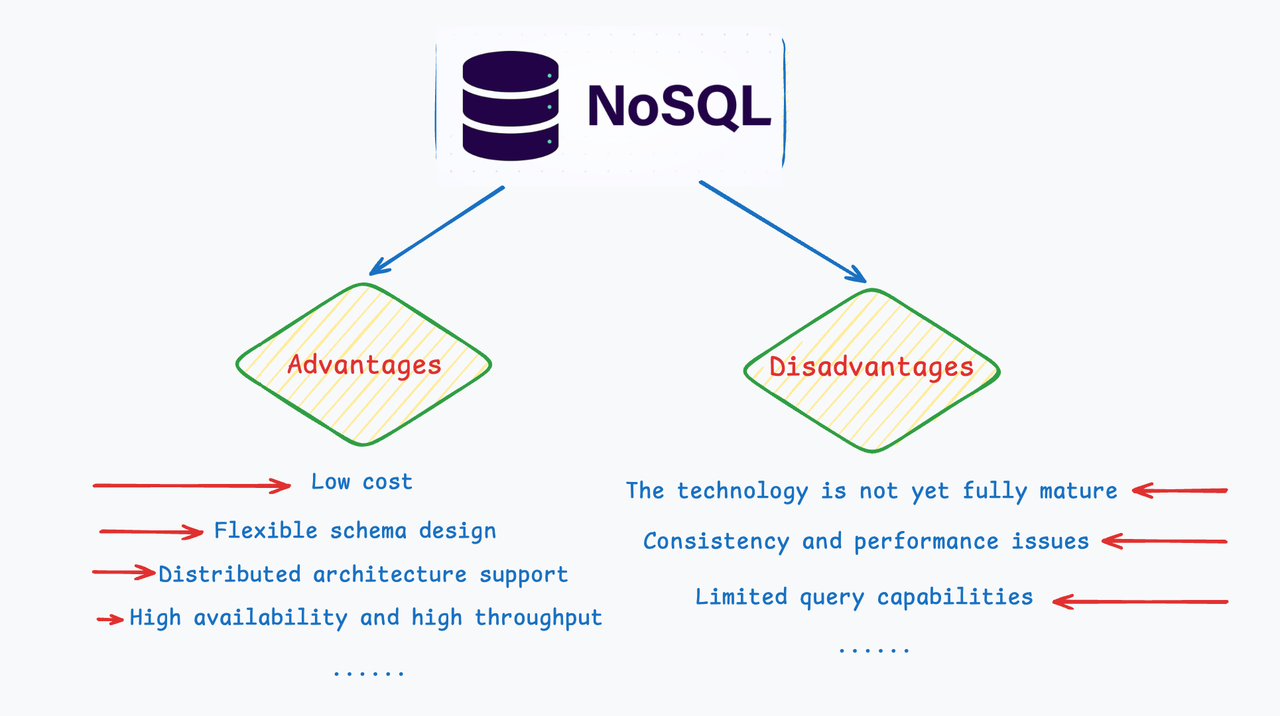 NoSQL
Advantages
Low cost
Flexible schema design
Distributed architecture support
High availability and high throughput
......
Disadvantages
The technology is not yet fully mature
Consistency and performance issues
Limited query capabilities
......